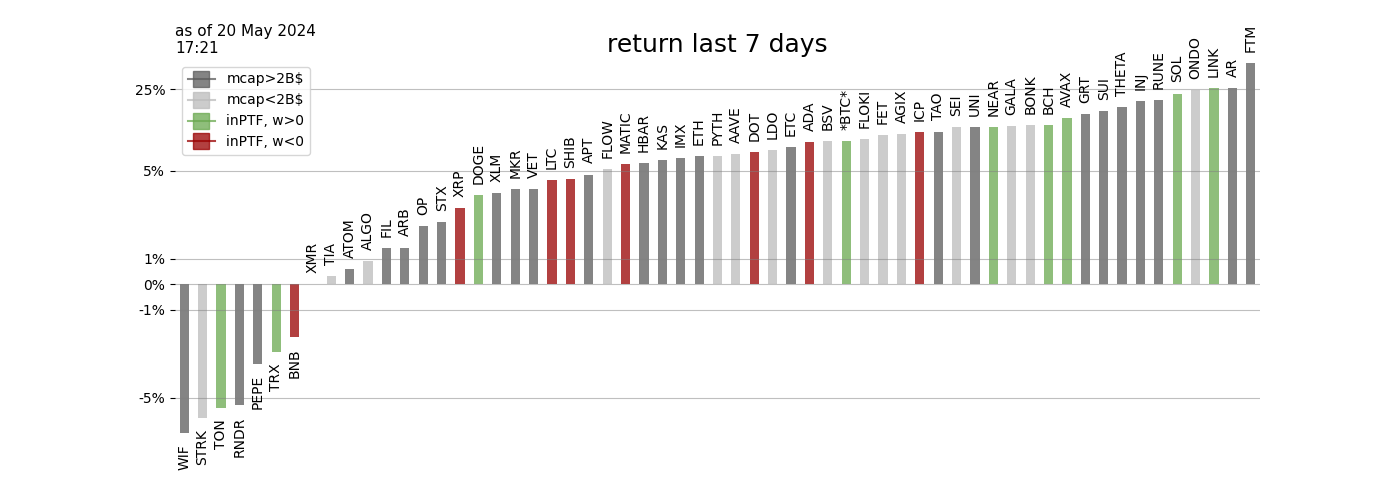 as of 20 May 2024
17:21
return last 7 days
mcap>2B$
mcap<2B$
inPTF, w>0
inPTF, w<0
25%
5%
1%
0%
-1%
-5%
WIF
STRK
TON
RNDR
PEPE
TRX
BNB
XMR
TIA
ATOM
ALGO
FIL
ARB
OP
STX
XRP
DOGE
XLM
MKR
VET
LTC
SHIB
APT
FLOW
MATIC
HBAR
KAS
IMX
ETH
PYTH
AAVE
DOT
LDO
ETC
ADA
BSV
*BTC*
FLOKI
FET
AGIX
ICP
TAO
SEI
UNI
NEAR
GALA
BONK
BCH
AVAX
GRT
SUI
THETA
INJ
RUNE
SOL
ONDO
LINK
AR
FTM